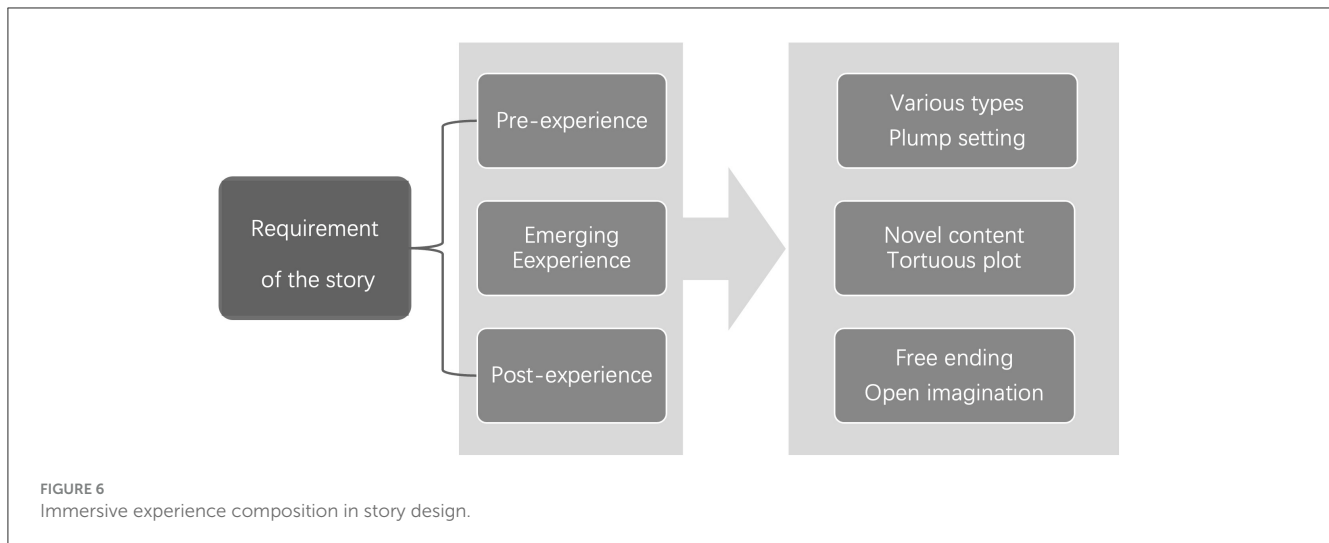 Requirement
of the story
Pre-experience
Emerging
Eexperience
Post-experience
Various types
Plump setting
Novel content
Tortuous plot
Free ending
Open imagination
FIGURE 6
Immersive experience composition in story design.